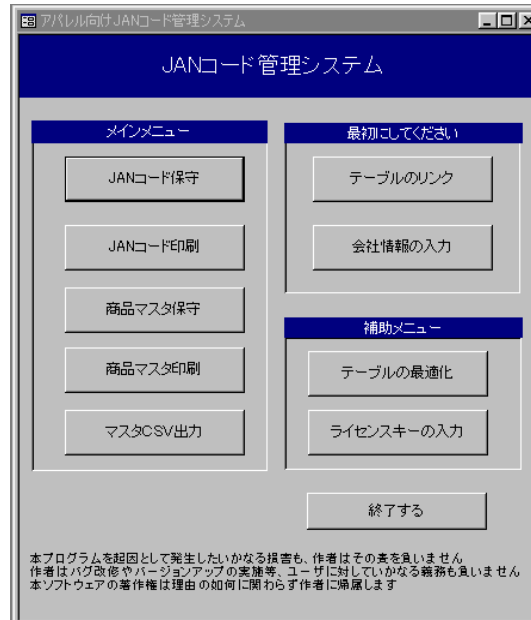 アパレル向けJANコード管理システム
JANコード管理システム
メインメニュー
JANコード保守
JANコード印刷
商品マスタ保守
商品マスタ印刷
マスタCSV出力
最初にしてください
テーブルのリンク
会社情報の入力
補助メニュー
テーブルの最適化
ライセンスキーの入力
終了する
本プログラムを起因として発生したいかなる損害も、作者はその責を負いません
作者はバグ改修やバージョンアップの実施等、ユーザに対していかなる義務も負いません
本ソフトウェアの著作権は理由の如何に関わらず作者に帰属します